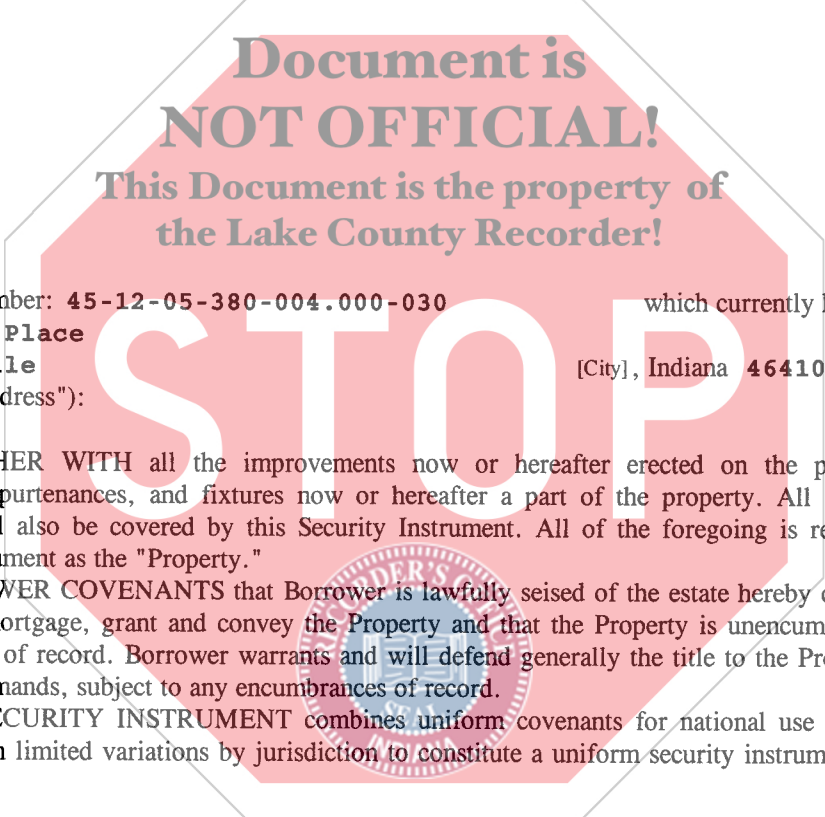 Document is
NOT OFFICIAL!
This Document is the property of
the Lake County Recorder!
mber: 45-12-05-380-004.000-030 which currently
Place
le [City], Indiana 46410
dress"):
STOP
HER WITH all the improvements now or hereafter erected on the p
purtenances, and fixtures now or hereafter a part of the property. All
l also be covered by this Security Instrument. All of the foregoing is re
ument as the "Property."
WER COVENANTS that Borrower is lawfully seised of the estate hereby
ortgage, grant and convey the Property and that the Property is unencum
of record. Borrower warrants and will defend generally the title to the Pro
mands, subject to any encumbrances of record.
ECURITY INSTRUMENT combines uniform covenants for national use
limited variations by jurisdiction to constitute a uniform security instrum
RECORDER'S OFFICE
SEAL
INDIANA